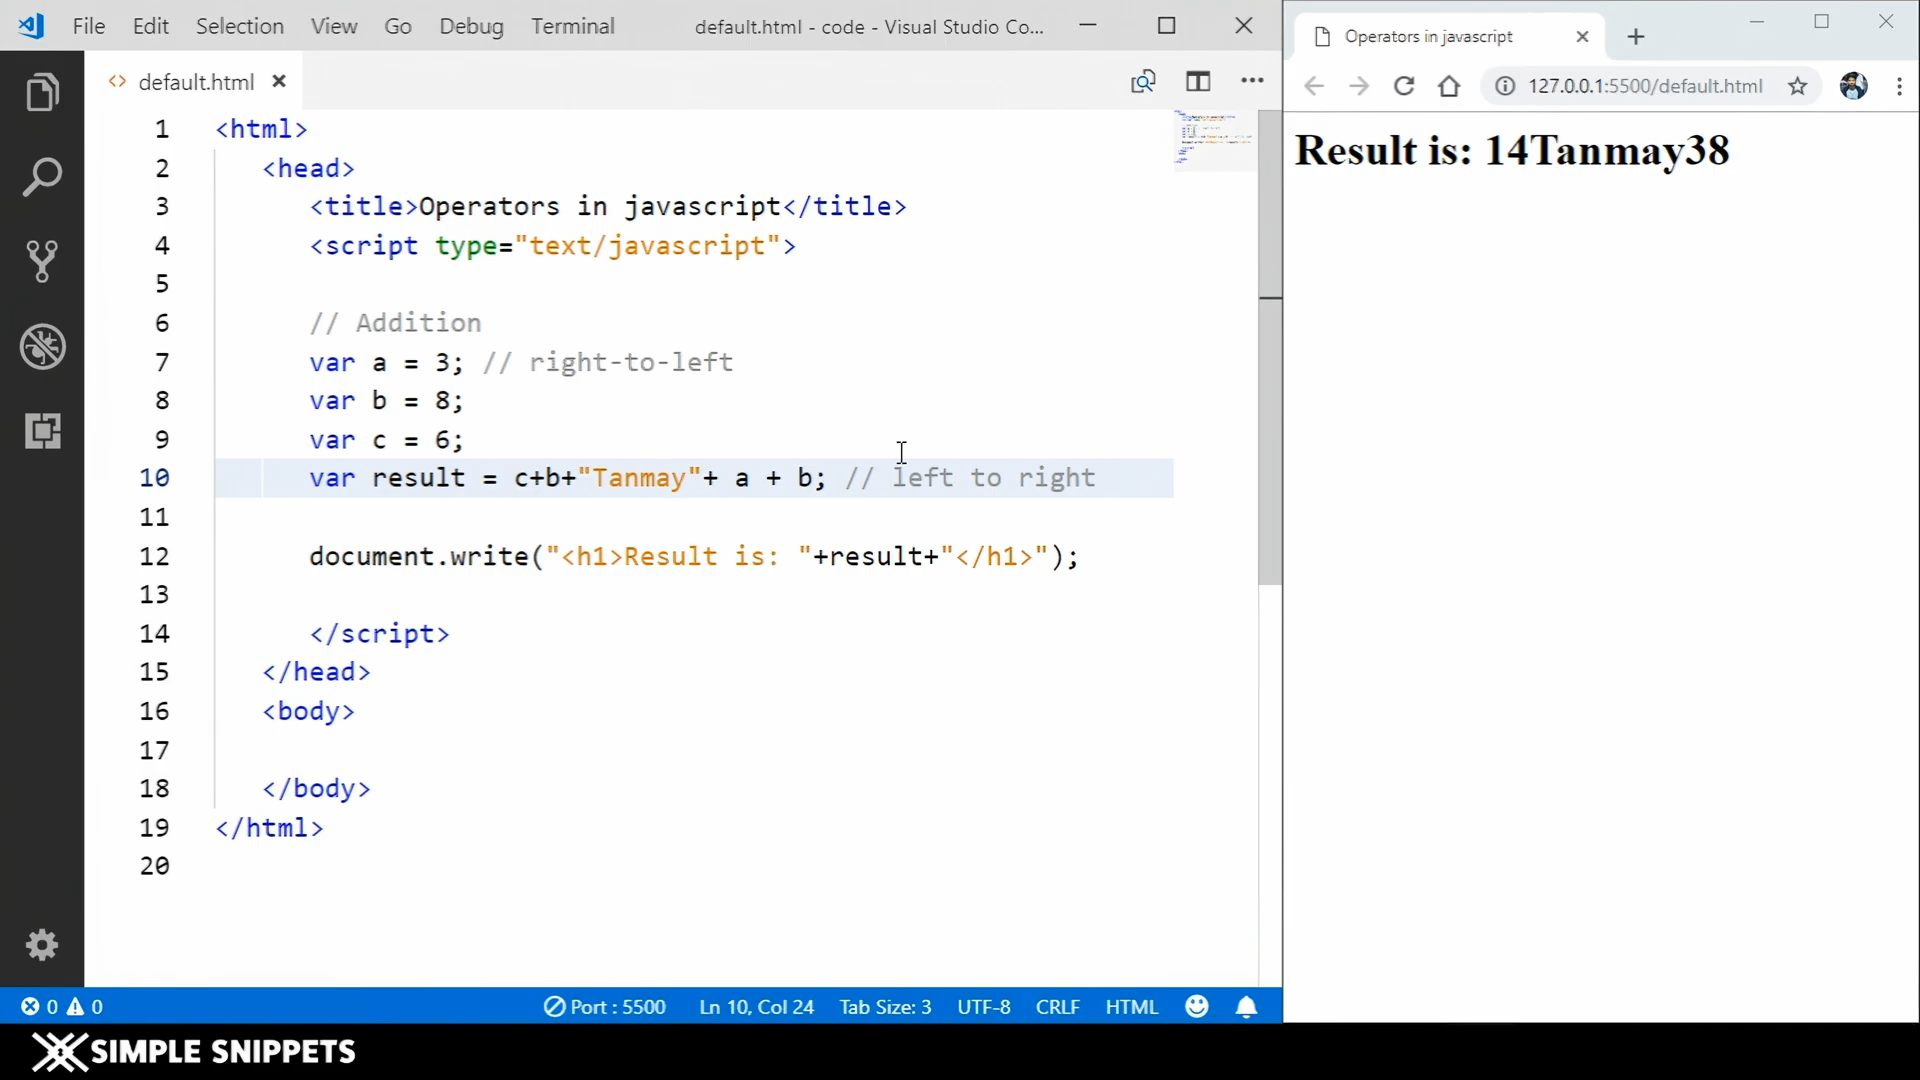 File Edit Selection View Go Debug Terminal default.html - code - Visual Studio Co...
default.html
1 <html>
2 <head>
3 <title>Operators in javascript</title>
4 <script type="text/javascript">
5
6 // Addition
7 var a = 3; // right-to-left
8 var b = 8;
9 var c = 6;
10 var result = c+b+"Tanmay"+ a + b; // left to right
11
12 document.write("<h1>Result is: "+result+"</h1>");
13
14 </script>
15 </head>
16 <body>
17
18 </body>
19 </html>
20
0 0 Port : 5500 Ln 10, Col 24 Tab Size: 3 UTF-8 CRLF HTML
Operators in javascript
127.0.0.1:5500/default.html
Result is: 14Tanmay38
SIMPLE SNIPPETS